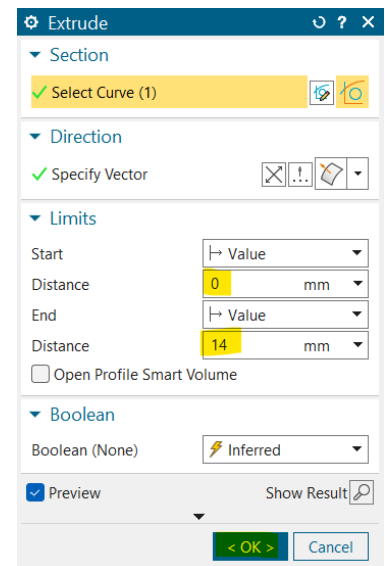 Extrude ? X
Section
Select Curve (1)
Direction
Specify Vector
Limits
Start Value
Distance 0 mm
End Value
Distance 14 mm
Open Profile Smart Volume
Boolean
Boolean (None) Inferred
Preview Show Result
< OK > Cancel